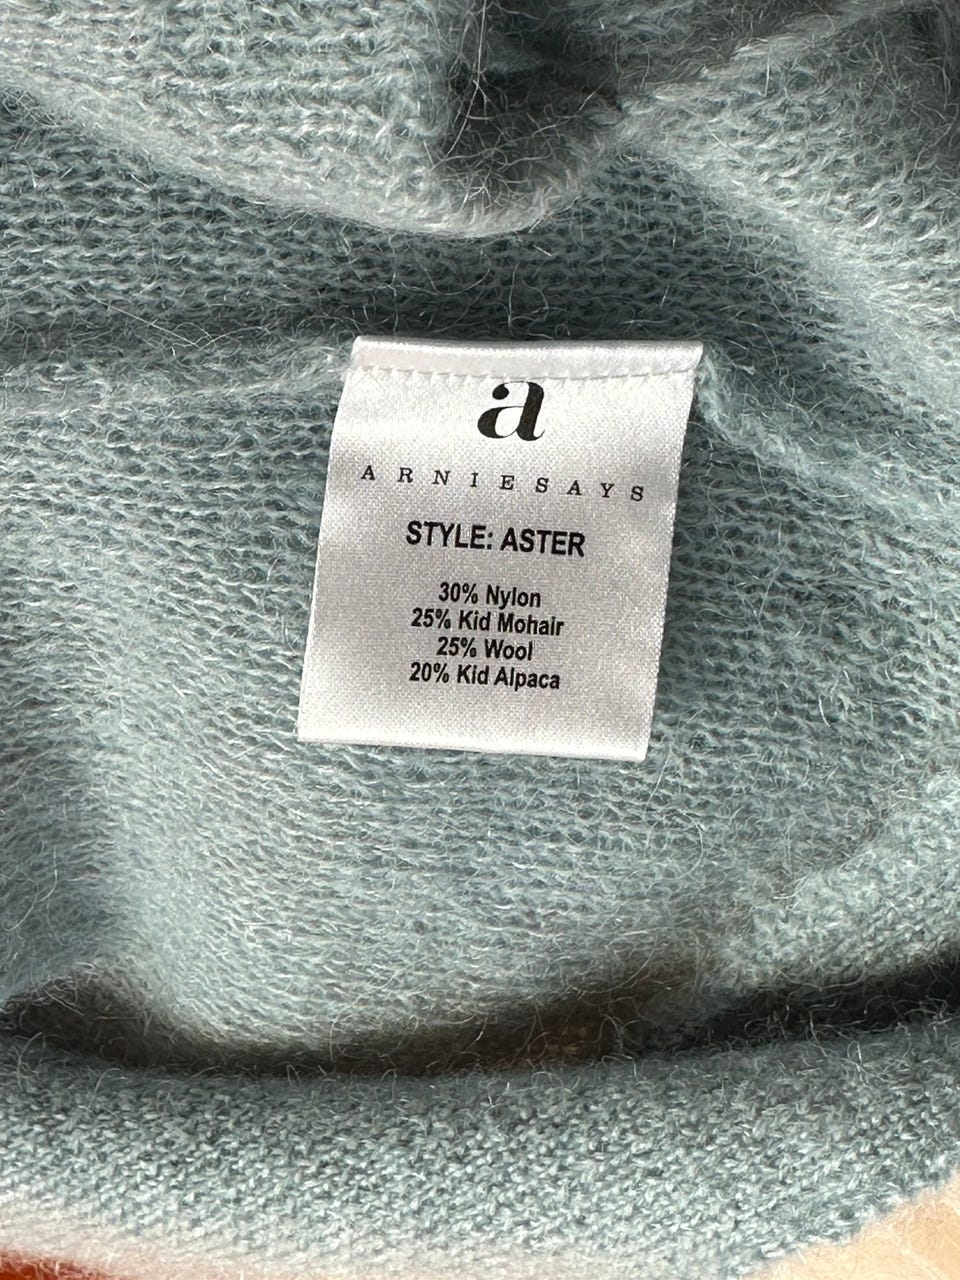 a
ARNIESAYS
STYLE: ASTER
30% Nylon
25% Kid Mohair
25% Wool
20% Kid Alpaca